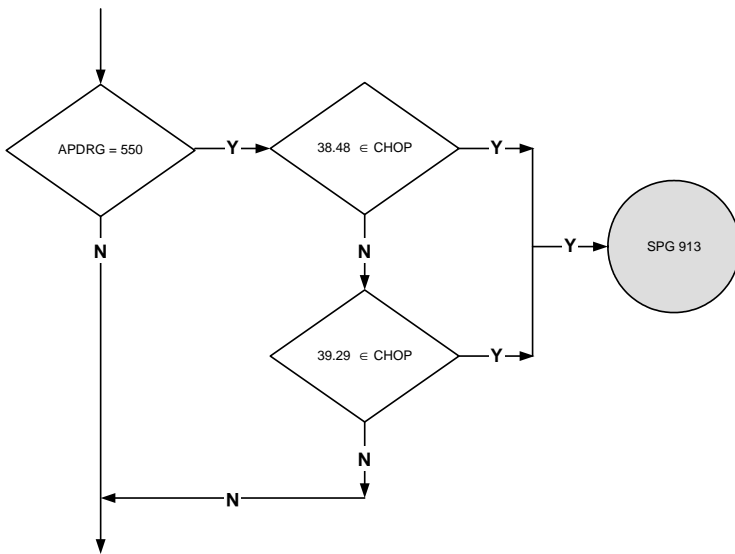 APDRG = 550
Y
38.48 ∈ CHOP
Y
N
N
Y
SPG 913
39.29 ∈ CHOP
Y
N
N